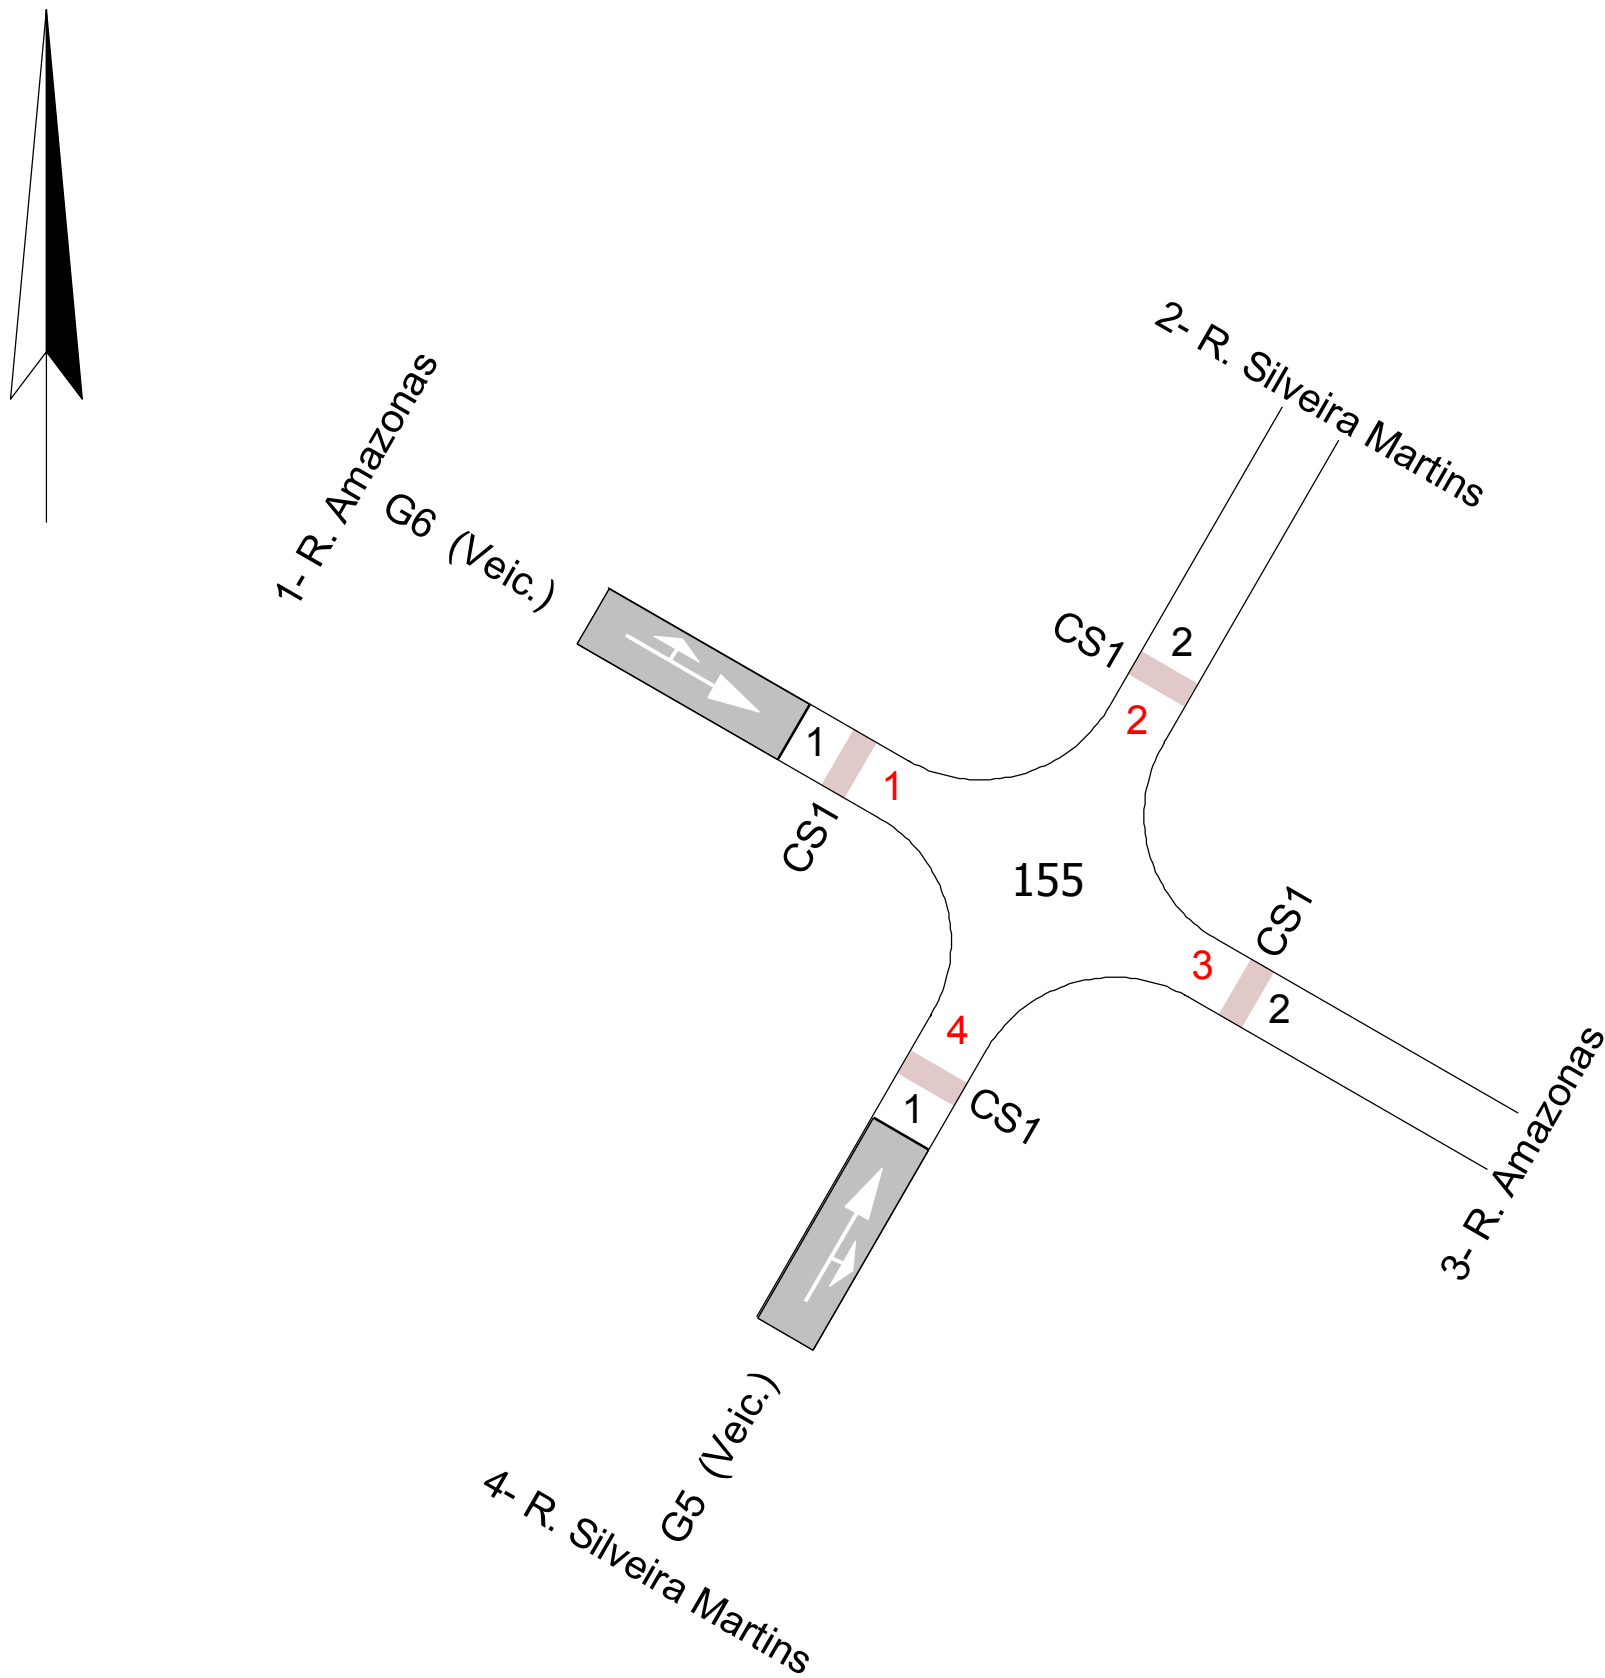 2- R. Silveira Martins
1- R. Amazonas
G6 (Veic.)
CS1
2
2
1
1
CS1
155
CS1
3
2
4
1
CS1
3- R. Amazonas
G5 (Veic.)
4- R. Silveira Martins